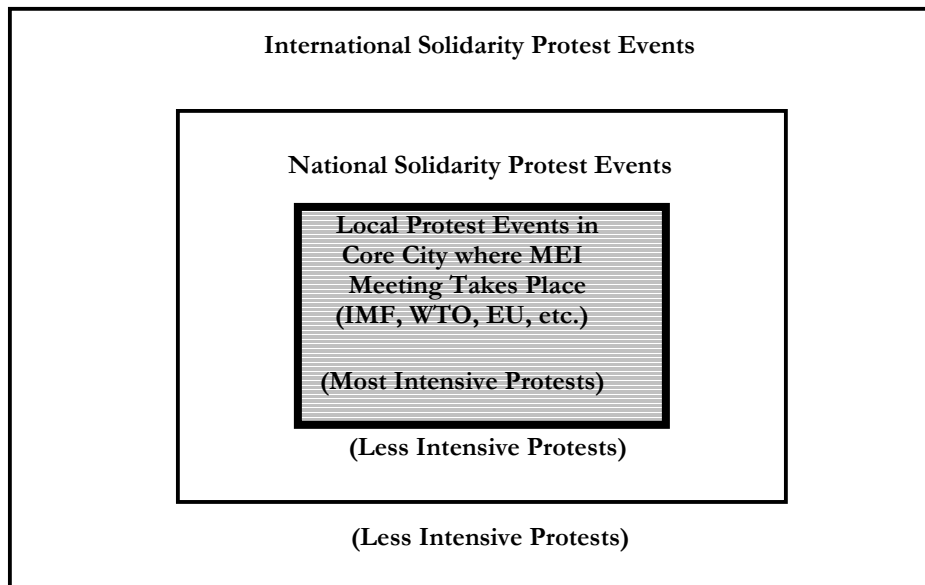 International Solidarity Protest Events
National Solidarity Protest Events
Local Protest Events in
Core City where MEI
Meeting Takes Place
(IMF, WTO, EU, etc.)
(Most Intensive Protests)
(Less Intensive Protests)
(Less Intensive Protests)